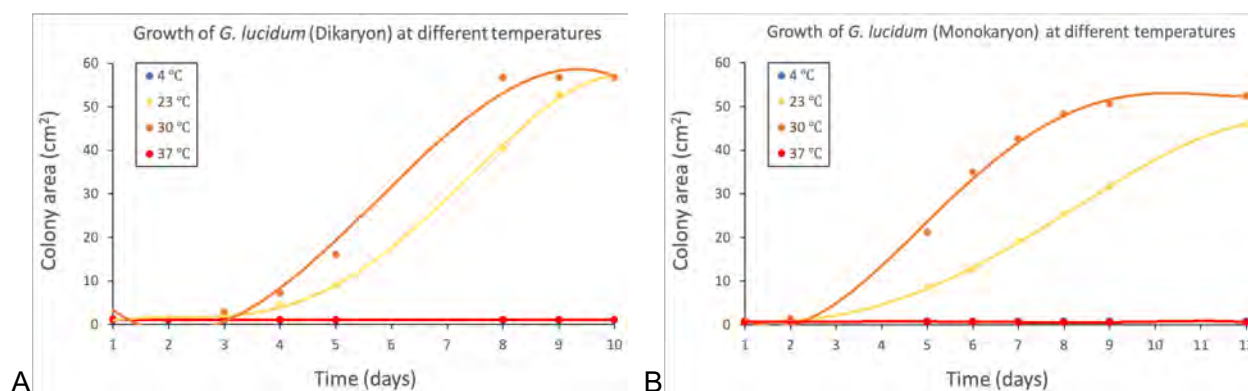 Growth of G. lucidum (Dikaryon) at different temperatures
60
50
40
30
20
10
0
Colony area (cm²)
4 °C
23 °C
30 °C
37 °C
1 2 3 4 5 6 7 8 9 10
Time (days)
A
Growth of G. lucidum (Monokaryon) at different temperatures
60
50
40
30
20
10
0
Colony area (cm²)
4 °C
23 °C
30 °C
37 °C
1 2 3 4 5 6 7 8 9 10 11 12
Time (days)
B